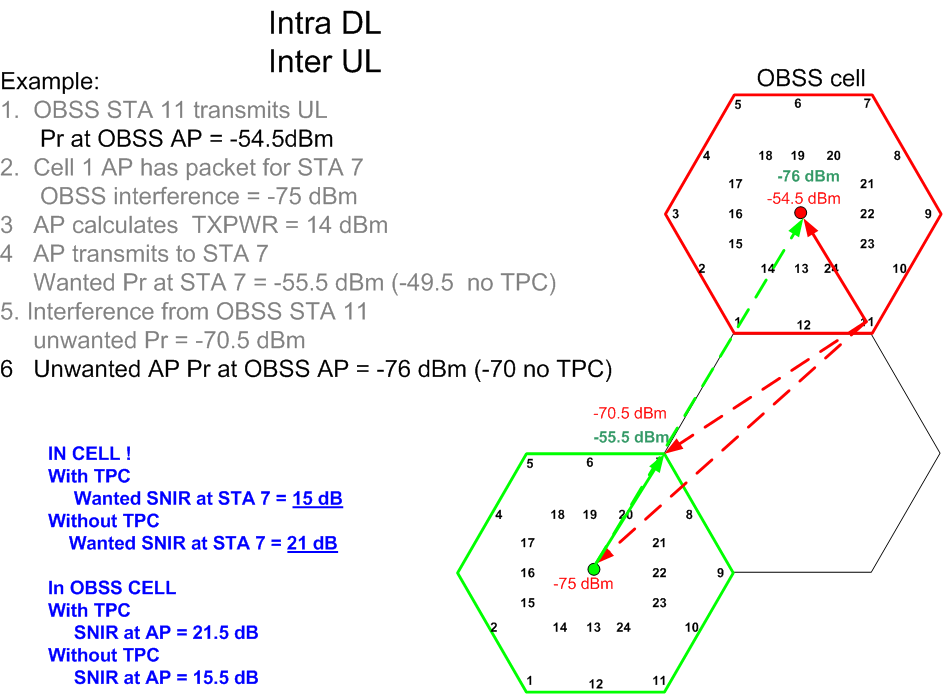 Intra DL
Inter UL
Example:
1. OBSS STA 11 transmits UL
Pr at OBSS AP = -54.5dBm
2. Cell 1 AP has packet for STA 7
OBSS interference = -75 dBm
3 AP calculates TXPWR = 14 dBm
4 AP transmits to STA 7
Wanted Pr at STA 7 = -55.5 dBm (-49.5 no TPC)
5. Interference from OBSS STA 11
unwanted Pr = -70.5 dBm
6 Unwanted AP Pr at OBSS AP = -76 dBm (-70 no TPC)
IN CELL !
With TPC
Wanted SNIR at STA 7 = 15 dB
Without TPC
Wanted SNIR at STA 7 = 21 dB
In OBSS CELL
With TPC
SNIR at AP = 21.5 dB
Without TPC
SNIR at AP = 15.5 dB
OBSS cell
5 6 7
4 18 19 20 8
-76 dBm
17 21
-54.5 dBm
3 16 22 9
15 23
2 14 13 24 10
1 12 11
-70.5 dBm
-55.5 dBm
5 6
4 18 19 20 8
17 21
16 22 9
-75 dBm
15 23
2 14 13 24 10
1 12 11